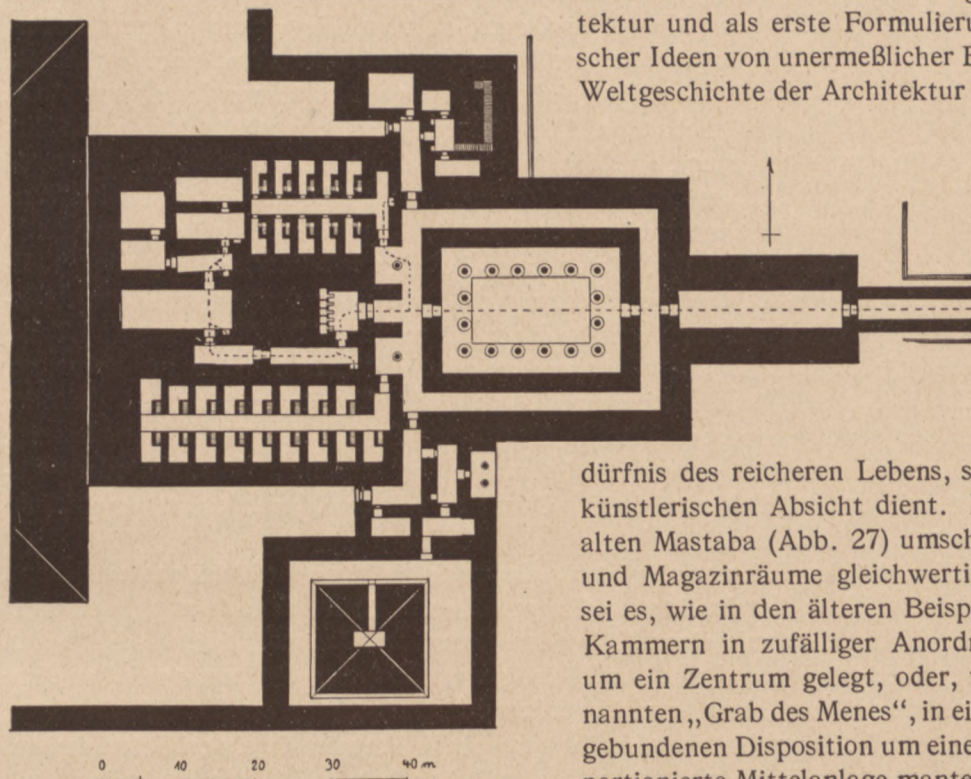 tektur und als erste Formulieru
scher Ideen von unermeßlicher
Weltgeschichte der Architektur
dürfnis des reicheren Lebens, s
künstlerischen Absicht dient.
alten Mastaba (Abb. 27) umsch
und Magazinräume gleichwerti
sei es, wie in den älteren Beisp
Kammern in zufälliger Anordn
um ein Zentrum gelegt, oder,
nannten „Grab des Menes“, in ei
gebundenen Disposition um eine
0 10 20 30 40 m